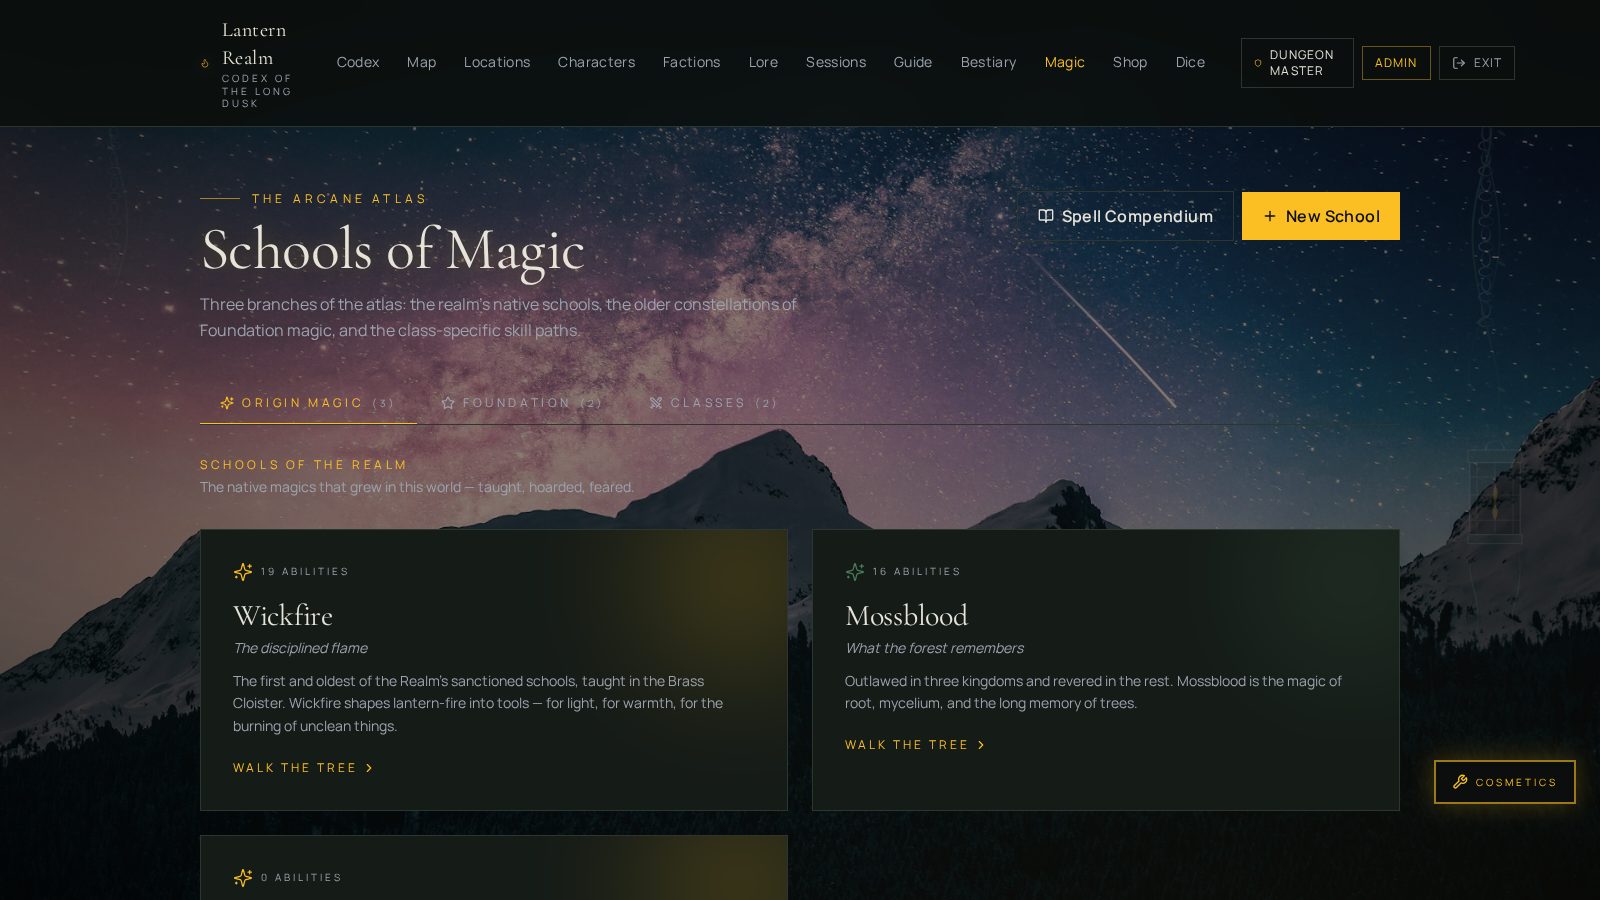 Lantern
Realm
CODEX OF
THE LONG
DUSK
Codex
Map
Locations
Characters
Factions
Lore
Sessions
Guide
Bestiary
Magic
Shop
Dice
DUNGEON
MASTER
ADMIN
EXIT
THE ARCANE ATLAS
Schools of Magic
Three branches of the atlas: the realm's native schools, the older constellations of
Foundation magic, and the class-specific skill paths.
Spell Compendium
New School
ORIGIN MAGIC (3)
FOUNDATION (2)
CLASSES (2)
SCHOOLS OF THE REALM
The native magics that grew in this world — taught, hoarded, feared.
19 ABILITIES
Wickfire
The disciplined flame
The first and oldest of the Realm's sanctioned schools, taught in the Brass
Cloister. Wickfire shapes lantern-fire into tools — for light, for warmth, for the
burning of unclean things.
WALK THE TREE
16 ABILITIES
Mossblood
What the forest remembers
Outlawed in three kingdoms and revered in the rest. Mossblood is the magic of
root, mycelium, and the long memory of trees.
WALK THE TREE
COSMETICS
0 ABILITIES